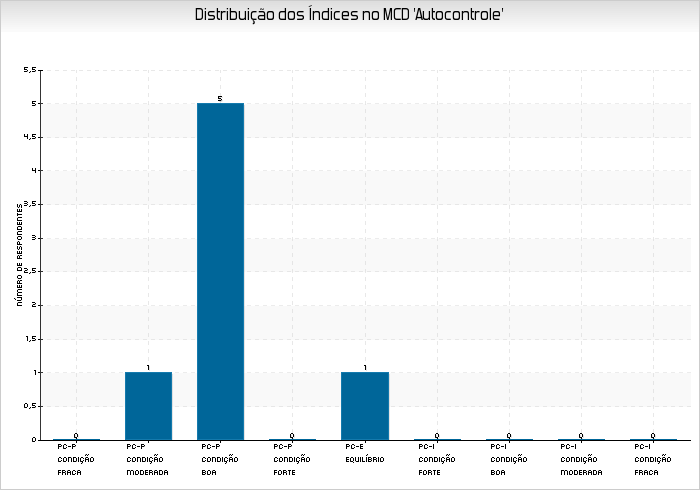 Distribuição dos Índices no MCD 'Autocontrole'
NÚMERO DE RESPONDENTES
5,5
5
4,5
4
3,5
3
2,5
2
1,5
1
0,5
0
0
1
5
0
1
0
0
0
0
PC-P
CONDIÇÃO
FRACA
PC-P
CONDIÇÃO
MODERADA
PC-P
CONDIÇÃO
BOA
PC-P
CONDIÇÃO
FORTE
PC-E
EQUILÍBRIO
PC-I
CONDIÇÃO
FORTE
PC-I
CONDIÇÃO
BOA
PC-I
CONDIÇÃO
MODERADA
PC-I
CONDIÇÃO
FRACA